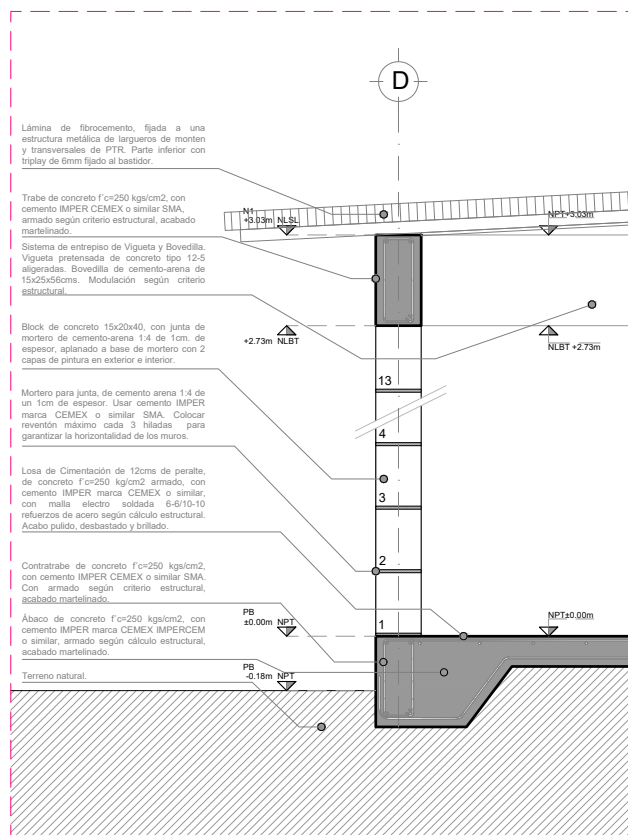 D
Lámina de fibrocemento, fijada a una
estructura metálica de largueros de monten
y transversales de PTR. Parte inferior con
triplay de 6mm fijado al bastidor.
Trabe de concreto f´c=250 kgs/cm2, con
cemento IMPER CEMEX o similar SMA,
armado según criterio estructural, acabado
martelinado.
N1
+3.03m NLSL
NPT+3.03m
Sistema de entrepiso de Vigueta y Bovedilla.
Vigueta pretensada de concreto tipo 12-5
aligeradas. Bovedilla de cemento-arena de
15x25x56cms. Modulación según criterio
estructural.
Block de concreto 15x20x40, con junta de
mortero de cemento-arena 1:4 de 1cm. de
espesor, aplanado a base de mortero con 2
capas de pintura en exterior e interior.
+2.73m NLBT
NLBT +2.73m
13
Mortero para junta, de cemento arena 1:4 de
un 1cm de espesor. Usar cemento IMPER
marca CEMEX o similar SMA. Colocar
reventón máximo cada 3 hiladas para
garantizar la horizontalidad de los muros.
4
Losa de Cimentación de 12cms de peralte,
de concreto f´c=250 kg/cm2 armado, con
cemento IMPER marca CEMEX o similar,
con malla electro soldada 6-6/10-10
refuerzos de acero según cálculo estructural.
Acabo pulido, desbastado y brillado.
3
2
Contratrabe de concreto f´c=250 kgs/cm2,
con cemento IMPER CEMEX o similar SMA.
Con armado según criterio estructural,
acabado martelinado.
1
PB
±0.00m NPT
NPT±0.00m
Ábaco de concreto f´c=250 kgs/cm2, con
cemento IMPER marca CEMEX IMPERCEM
o similar, armado según cálculo estructural,
acabado martelinado.
PB
-0.18m NPT
Terreno natural.